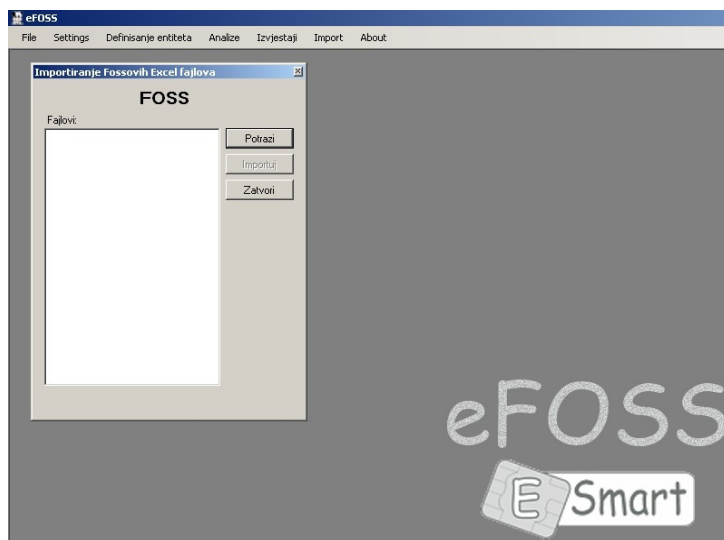 eFOSS
File Settings Definisanje entiteta Analize Izvjestaji Import About
Importiranje Fossovih Excel fajlova
FOSS
Fajlovi:
Potrazi
Importuj
Zatvori
eFOSS
E Smart